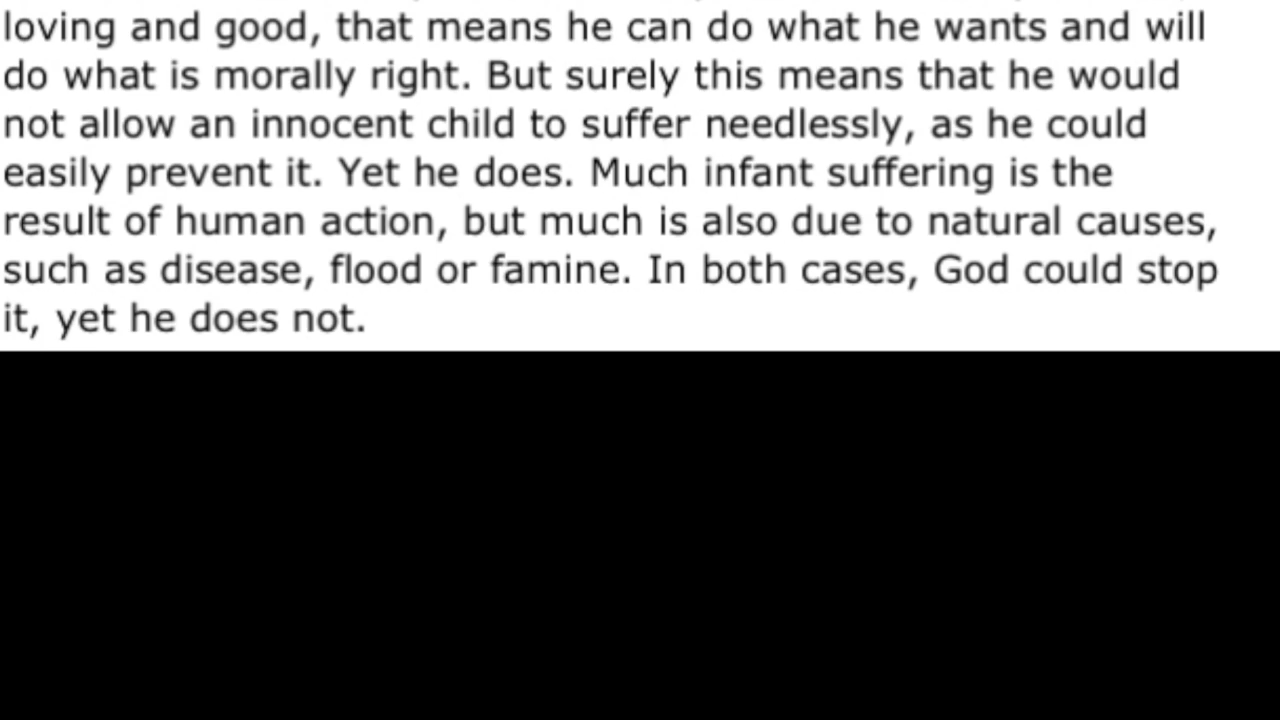 loving and good, that means he can do what he wants and will
do what is morally right. But surely this means that he would
not allow an innocent child to suffer needlessly, as he could
easily prevent it. Yet he does. Much infant suffering is the
result of human action, but much is also due to natural causes,
such as disease, flood or famine. In both cases, God could stop
it, yet he does not.